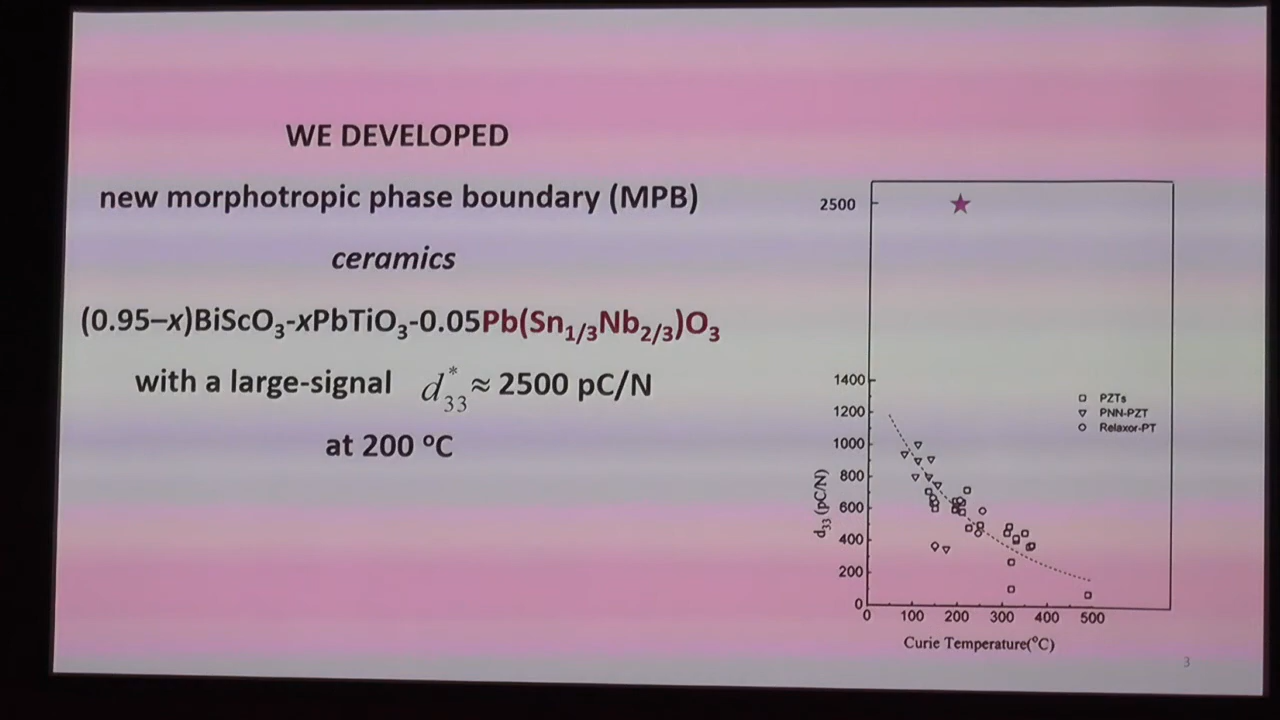 WE DEVELOPED
new morphotropic phase boundary (MPB)
ceramics
(0.95–x)BiScO₃-xPbTiO₃-0.05Pb(Sn₁/₃Nb₂/₃)O₃
with a large-signal d₃₃* ≈ 2500 pC/N
at 200 ºC
2500
1400
1200
1000
800
600
400
200
0
d₃₃ (pC/N)
PZTs
PNN-PZT
Relaxor-PT
0 100 200 300 400 500
Curie Temperature(ºC)
3